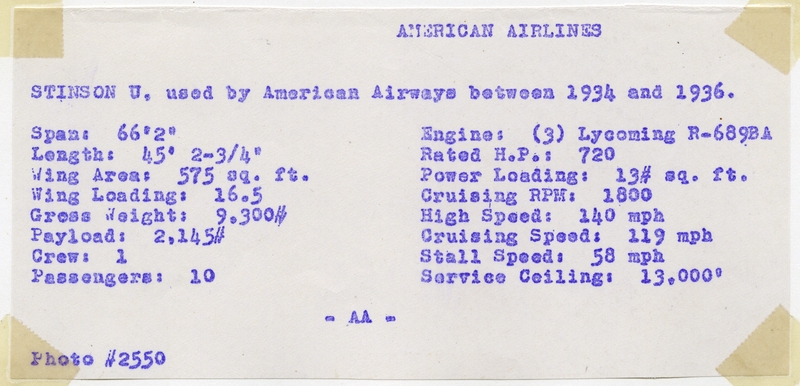 AMERICAN AIRLINES
STINSON U, used by American Airways between 1934 and 1936.
Span: 66'2"
Length: 45' 2-3/4"
Wing Area: 575 sq. ft.
Wing Loading: 16.5
Gross Weight: 9,300#
Payload: 2,145#
Crew: 1
Passengers: 10
Engine: (3) Lycoming R-689BA
Rated H.P.: 720
Power Loading: 13# sq. ft.
Cruising RPM: 1800
High Speed: 140 mph
Cruising Speed: 119 mph
Stall Speed: 58 mph
Service Ceiling: 13,000'
- AA -
Photo #2550